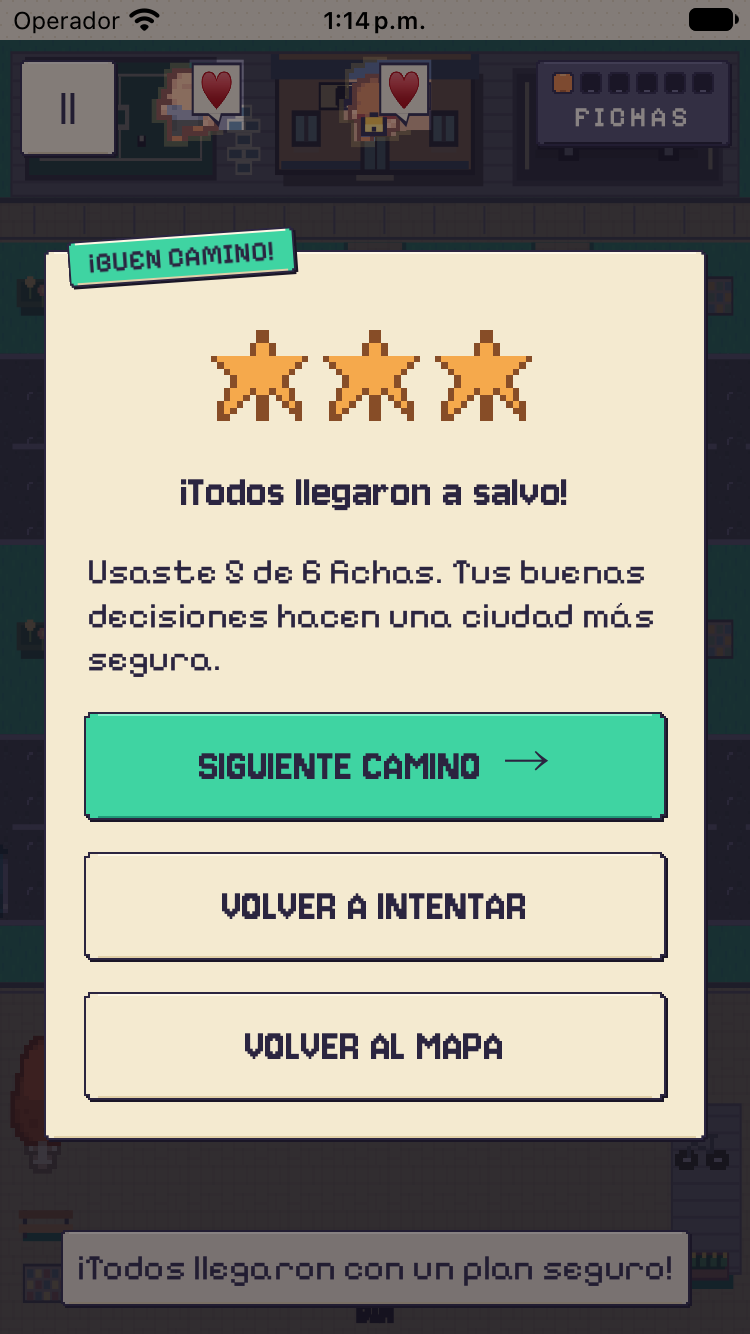 Operador
1:14 p.m.
FICHAS
¡BUEN CAMINO!
¡Todos llegaron a salvo!
Usaste 5 de 6 fichas. Tus buenas
decisiones hacen una ciudad más
segura.
SIGUIENTE CAMINO →
VOLVER A INTENTAR
VOLVER AL MAPA
¡Todos llegaron con un plan seguro!